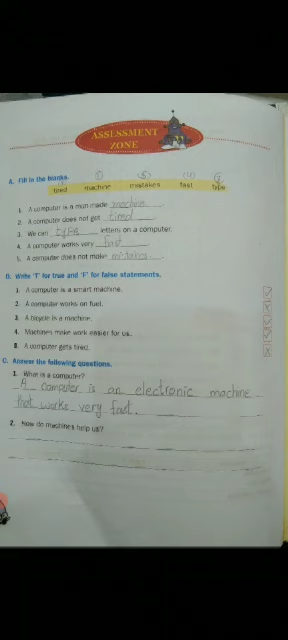 ASSESSMENT
ZONE
A. Fill in the blanks.
tired machine mistakes fast type
1. A computer is a man made machine.
2. A computer does not get tired.
3. We can type letters on a computer.
4. A computer works very fast.
5. A computer does not make mistakes.
B. Write 'T' for true and 'F' for false statements.
1. A computer is a smart machine.
2. A computer works on fuel.
3. A bicycle is a machine.
4. Machines make work easier for us.
5. A computer gets tired.
C. Answer the following questions.
1. What is a computer?
A computer is an electronic machine
that works very fast.
2. How do machines help us?